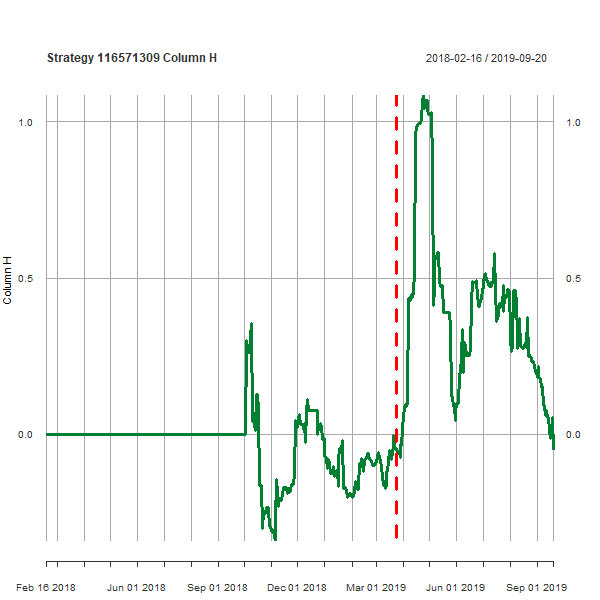 Strategy 116571309 Column H
2018-02-16 / 2019-09-20
1.0
1.0
Column H
0.5
0.5
0.0
0.0
Feb 16 2018
Jun 01 2018
Sep 01 2018
Dec 01 2018
Mar 01 2019
Jun 01 2019
Sep 01 2019